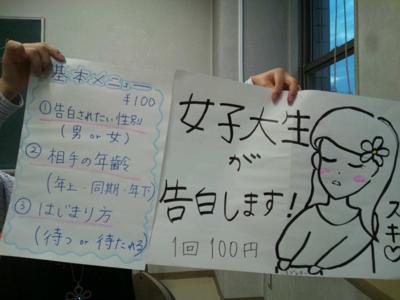 基本メニュー
¥100
①告白されたい性別
(男 or 女)
②相手の年齢
(年上・同期・年下)
③はじまり方
(待つ or 待たれる)
女子大生
が
告白します!
1回100円
スキ♡